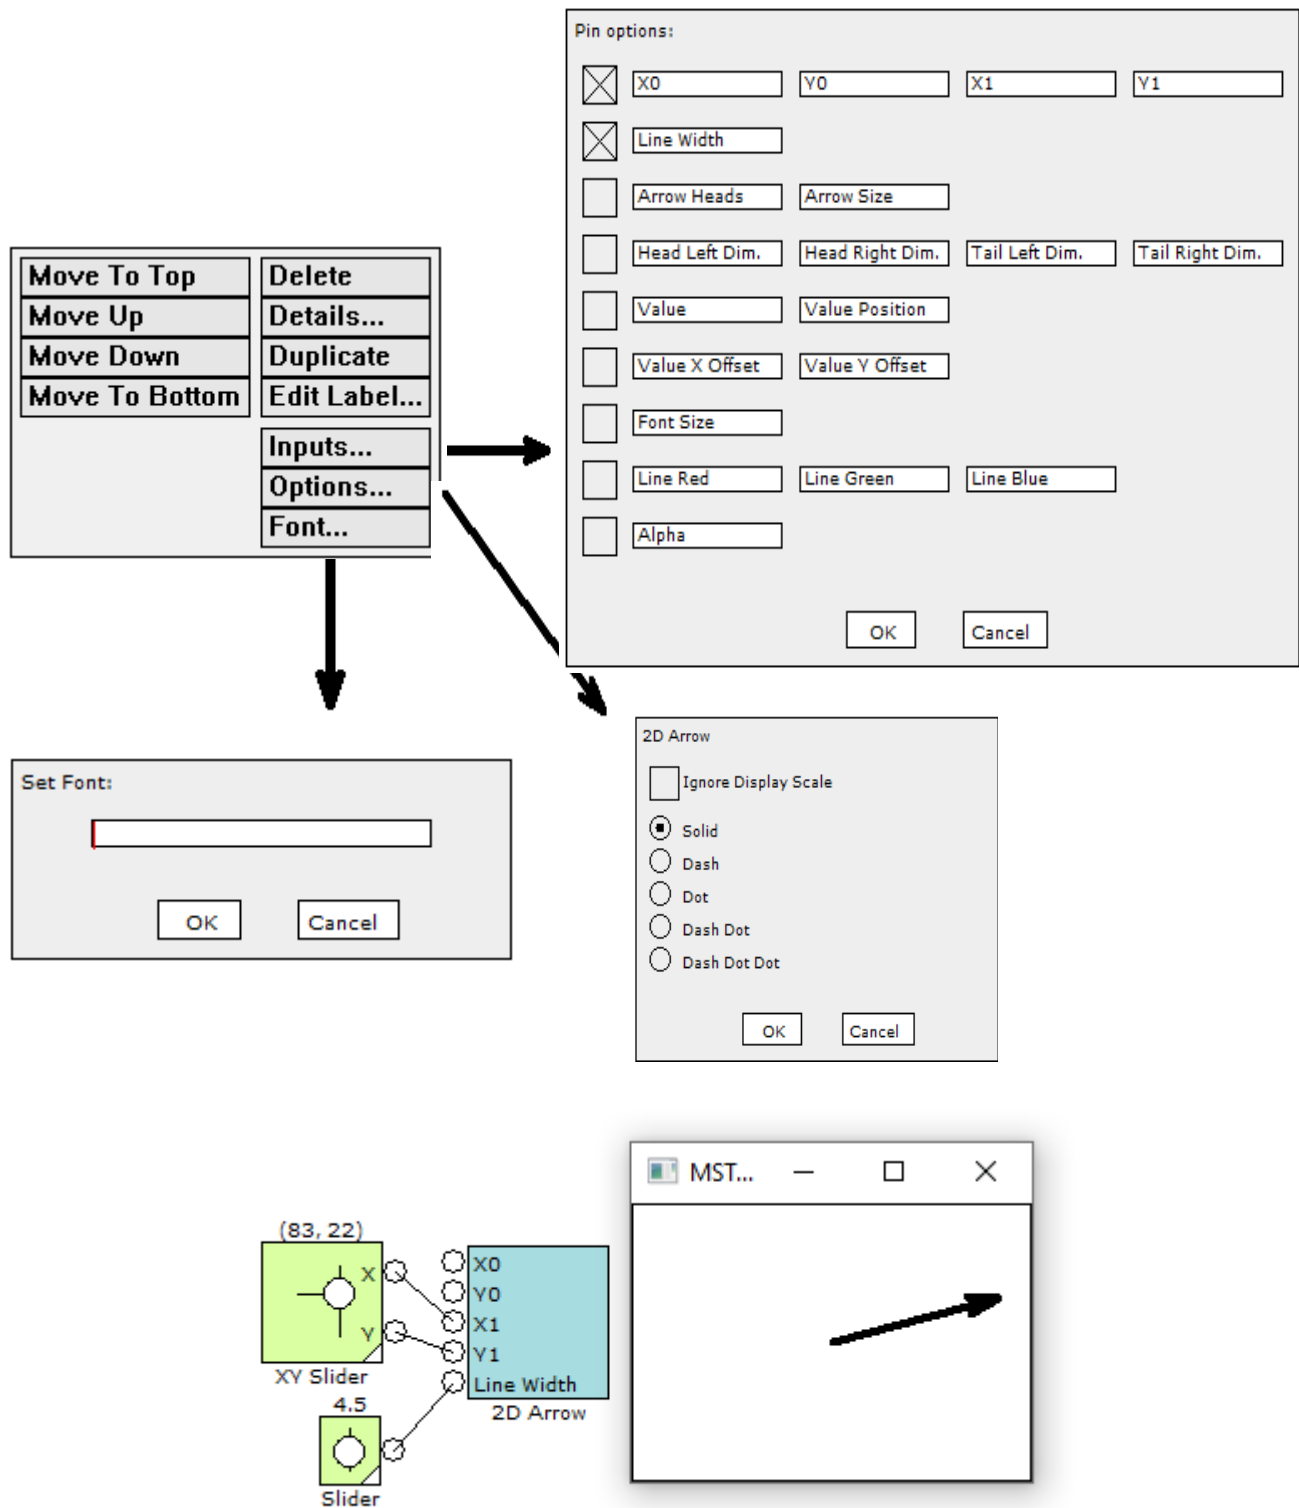 Pin options:
X0 Y0 X1 Y1
Line Width
Arrow Heads Arrow Size
Head Left Dim. Head Right Dim. Tail Left Dim. Tail Right Dim.
Value Value Position
Value X Offset Value Y Offset
Font Size
Line Red Line Green Line Blue
Alpha
OK Cancel
Move To Top Delete
Move Up Details...
Move Down Duplicate
Move To Bottom Edit Label...
Inputs...
Options...
Font...
Set Font:
OK Cancel
2D Arrow
Ignore Display Scale
Solid
Dash
Dot
Dash Dot
Dash Dot Dot
OK Cancel
(83, 22)
X
Y
XY Slider
4.5
Slider
X0
Y0
X1
Y1
Line Width
2D Arrow
MST...